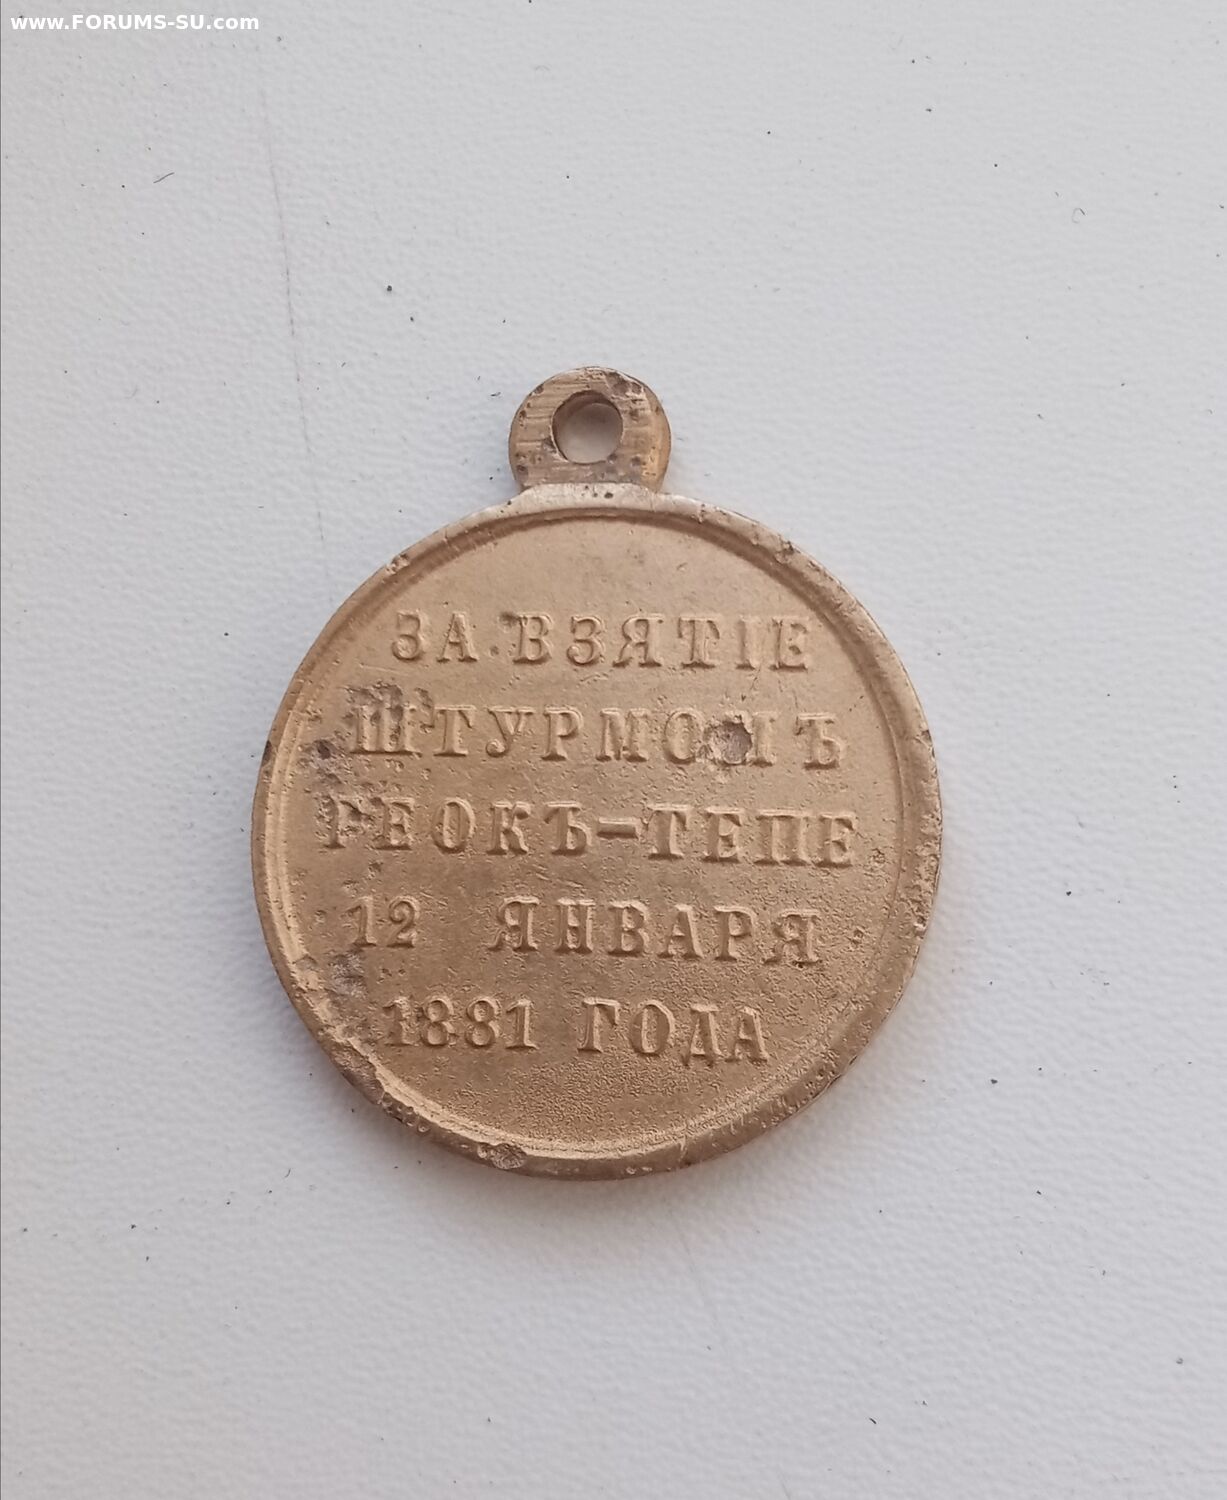 www.FORUMS-SU.com
ЗА ВЗЯТІЕ
ШТУРМОМЪ
ГЕОКЪ-ТЕПЕ
12 ЯНВАРЯ
1881 ГОДА